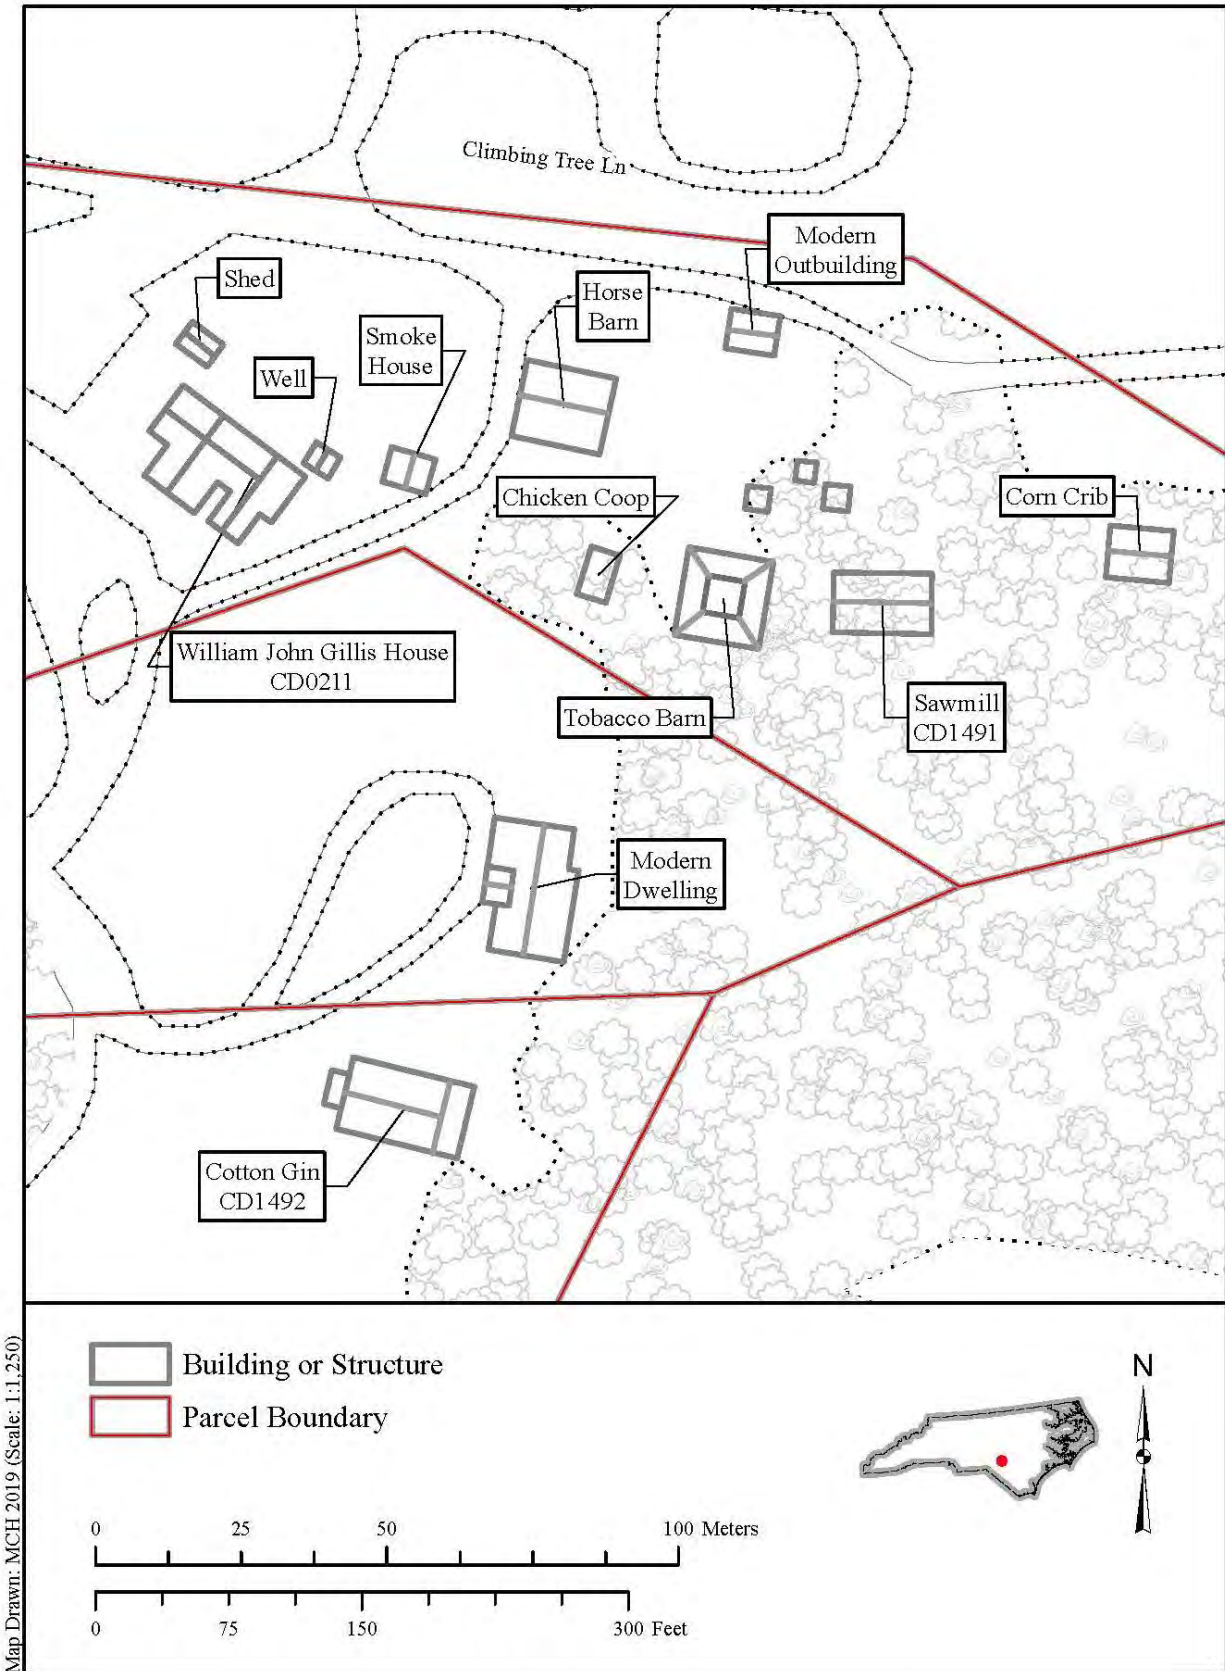 Climbing Tree Ln
Modern
Outbuilding
Shed
Horse
Barn
Smoke
House
Well
Chicken Coop
Corn Crib
William John Gillis House
CD0211
Tobacco Barn
Sawmill
CD1491
Modern
Dwelling
Cotton Gin
CD1492
Building or Structure
Parcel Boundary
N
0 25 50 100 Meters
0 75 150 300 Feet
Map Drawn: MCH 2019 (Scale: 1:1,250)